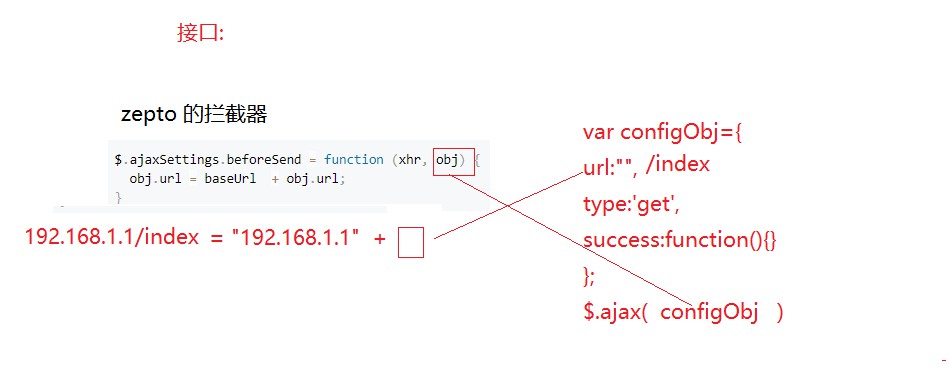 接口:
zepto 的拦截器
$.ajaxSettings.beforeSend = function (xhr, obj) {
obj.url = baseUrl + obj.url;
}
192.168.1.1/index = "192.168.1.1" +
var configObj={
url:"", /index
type:'get',
success:function(){}
};
$.ajax( configObj )